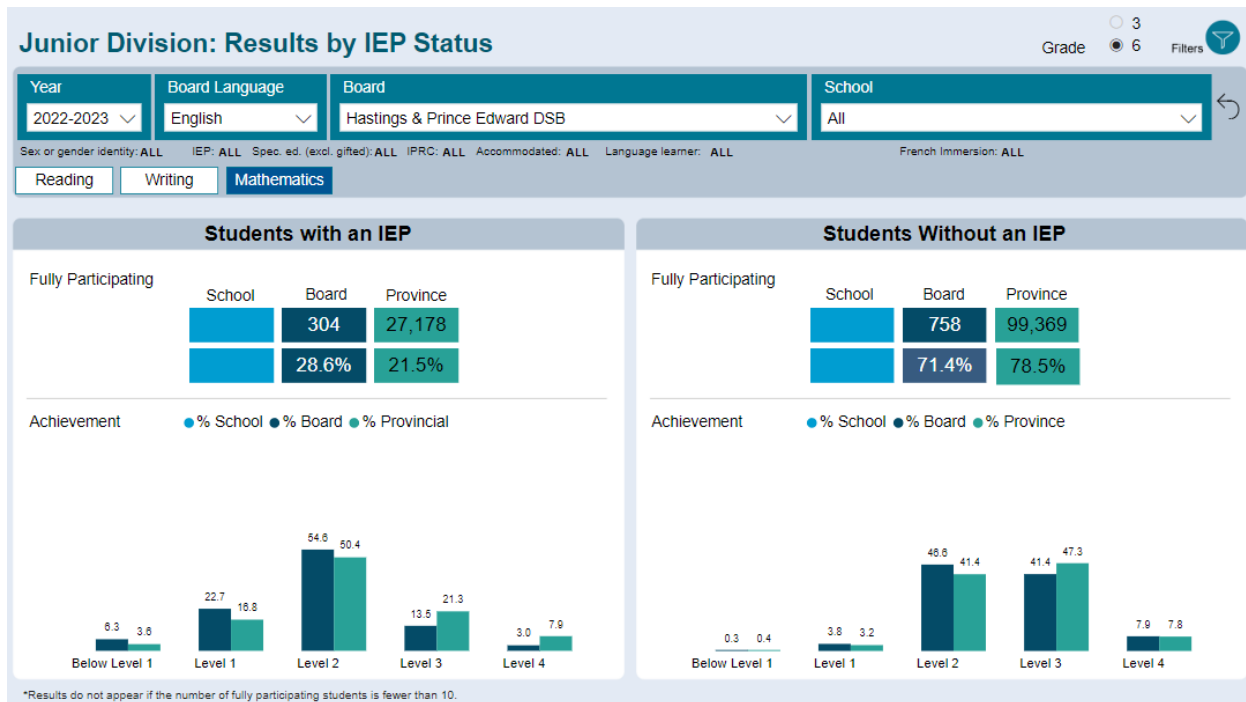 Junior Division: Results by IEP Status
Grade
3
6
Filters
Year
Board Language
Board
School
2022-2023
English
Hastings & Prince Edward DSB
All
Sex or gender identity: ALL IEP: ALL Spec. ed. (excl. gifted): ALL IPRC: ALL Accommodated: ALL Language learner: ALL French Immersion: ALL
Reading Writing Mathematics
Students with an IEP
Fully Participating
School Board Province
304 27,178
28.6% 21.5%
Achievement % School % Board % Provincial
54.6 50.4
22.7 16.8
13.5 21.3
6.3 3.6
3.0 7.9
Below Level 1 Level 1 Level 2 Level 3 Level 4
Students Without an IEP
Fully Participating
School Board Province
758 99,369
71.4% 78.5%
Achievement % School % Board % Province
46.6 41.4 41.4 47.3
0.3 0.4 3.8 3.2 7.9 7.8
Below Level 1 Level 1 Level 2 Level 3 Level 4
*Results do not appear if the number of fully participating students is fewer than 10.